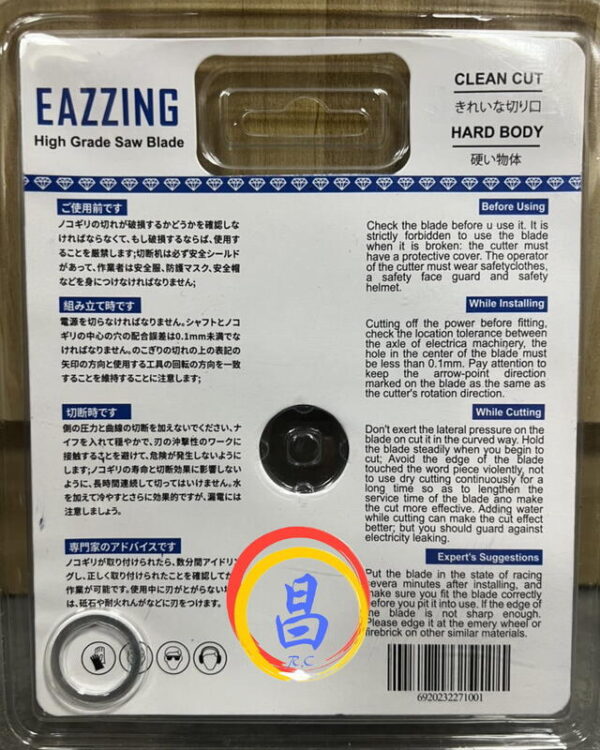 EAZZING
High Grade Saw Blade
CLEAN CUT
きれいな切り口
HARD BODY
硬い物体
ご使用前です
ノコギリの切れが破損するかどうかを確認しな
ければならなくて、もし破損するならば、使用す
ることを厳禁します;切断机は必ず安全シールド
があって、作業者は安全服、防護マスク、安全帽
などを身につけなければなりません;
組み立て時です
電源を切らなければなりません。シャフトとノコ
ギリの中心の穴の配合誤差は0.1mm未満でな
ければなりません。のこぎりの切れの上の表記の
矢印の方向と使用する工具の回転の方向を一致
することを維持することに注意します;
切断時です
側の圧力と曲線の切断を加えないでください、ナ
イフを入れて穏やかで、刃の沖撃性のワークに
接触することを避けて、危険が発生しないように
します;ノコギリの寿命と切断効果に影響しない
ように、長時間連続して切ってはいけません。水
を加えて冷やすとさらに効果的ですが、漏電には
注意しましょう。
専門家のアドバイスです
ノコギリが取り付けられたら、数分間アイドリン
グし、正しく取り付けられたことを確認してか
作業が可能です。使用中に刃がとがらない
は、砥石や耐火れんがなどに刃をつけます。
Before Using
Check the blade before u use it. It is
strictly forbidden to use the blade
when it is broken: the cutter must
have a protective cover. The operator
of the cutter must wear safetyclothes,
a safety face guard and safety
helmet.
While Installing
Cutting off the power before fitting,
check the location tolerance between
the axle of electrica machinery, the
hole in the center of the blade must
be less than 0.1mm. Pay attention to
keep the arrow-point direction
marked on the blade as the same as
the cutter's rotation direction.
While Cutting
Don't exert the lateral pressure on the
blade on cut it in the curved way. Hold
the blade steadily when you begin to
cut; Avoid the edge of the blade
touched the word piece violently, not
to use dry cutting continuously for a
long time so as to lengthen the
service time of the blade ano make
the cut more effective. Adding water
while cutting can make the cut effect
better; but you should guard against
electricity leaking.
Expert's Suggestions
Put the blade in the state of racing
severa minutes after installing, and
make sure you fit the blade correctly
before you pit it into use. If the edge of
he blade is not sharp enough.
Please edge it at the emery wheel or
firebrick on other similar materials.
昌
R.C
6920232271001